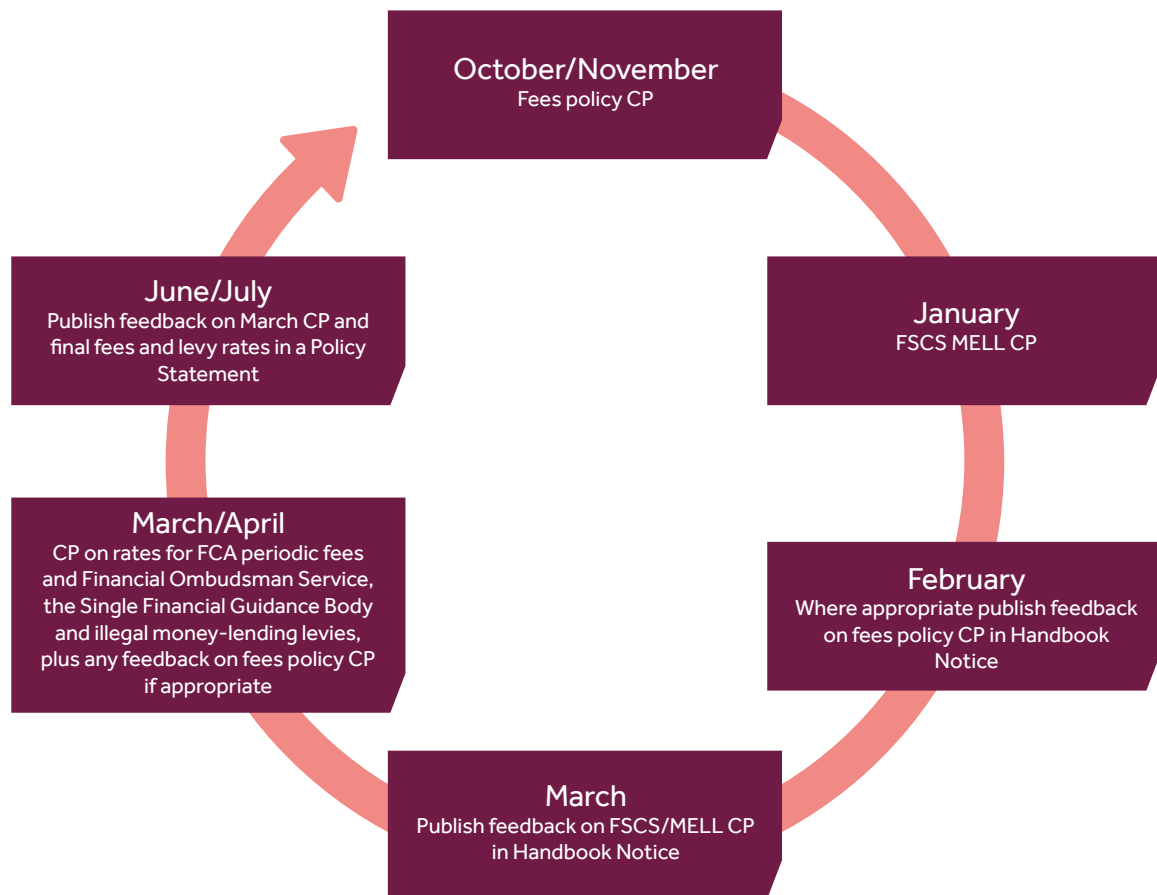 October/November
Fees policy CP
January
FSCS MELL CP
February
Where appropriate publish feedback
on fees policy CP in Handbook
Notice
March
Publish feedback on FSCS/MELL CP
in Handbook Notice
March/April
CP on rates for FCA periodic fees
and Financial Ombudsman Service,
the Single Financial Guidance Body
and illegal money-lending levies,
plus any feedback on fees policy CP
if appropriate
June/July
Publish feedback on March CP and
final fees and levy rates in a Policy
Statement